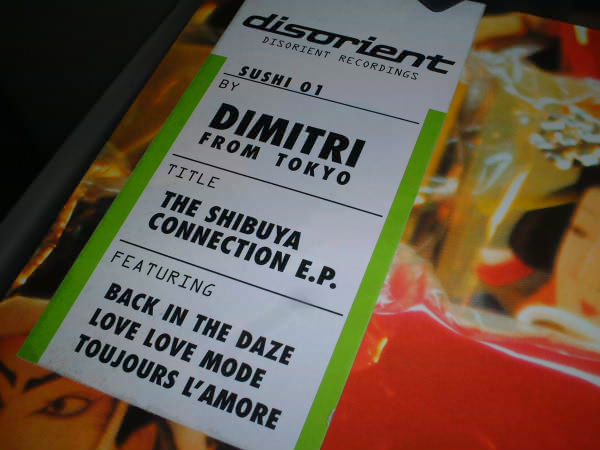 disorient
DISORIENT RECORDINGS
SUSHI 01
BY
DIMITRI
FROM TOKYO
TITLE
THE SHIBUYA
CONNECTION E.P.
FEATURING
BACK IN THE DAZE
LOVE LOVE MODE
TOUJOURS L'AMORE